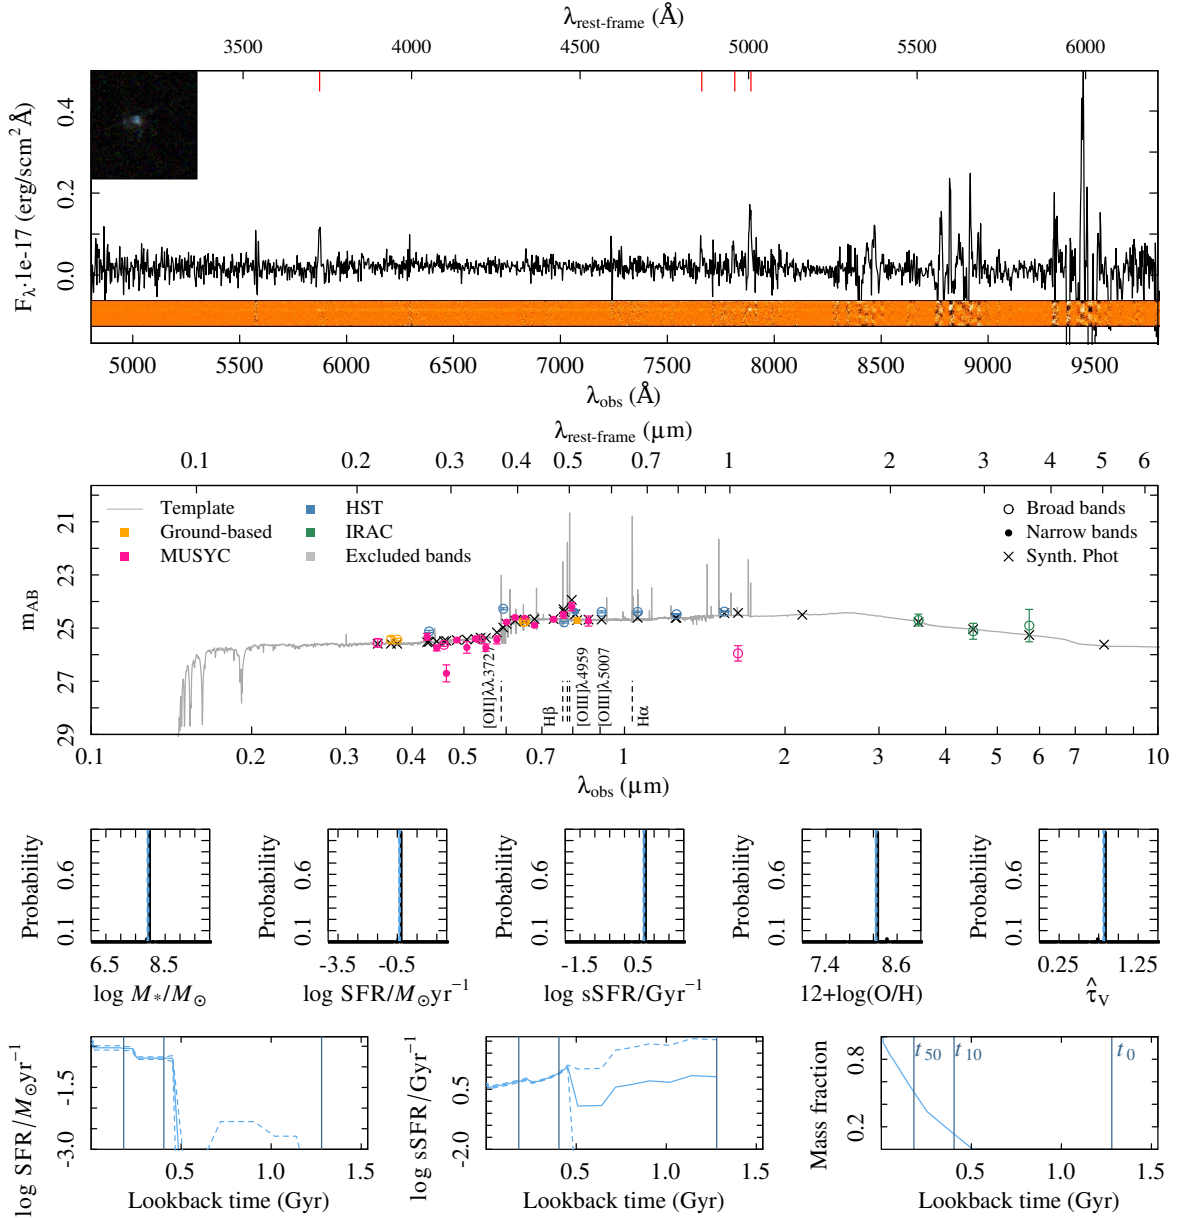 λrest-frame (Å)
3500 4000 4500 5000 5500 6000
Fλ·1e-17 (erg/scm² Å)
0.0 0.2 0.4
5000 5500 6000 6500 7000 7500 8000 8500 9000 9500
λobs (Å)
λrest-frame (µm)
0.1 0.2 0.3 0.4 0.5 0.7 1 2 3 4 5 6
mAB
21 23 25 27 29
Template
Ground-based
MUSYC
HST
IRAC
Excluded bands
Broad bands
Narrow bands
Synth. Phot
[OII]λλ3727
Hβ
[OIII]λ4959
[OIII]λ5007
Hα
0.1 0.2 0.3 0.4 0.5 0.7 1 2 3 4 5 6 7 10
λobs (µm)
Probability
0.1 0.6
6.5 8.5
log M*/M⊙
Probability
0.1 0.6
-3.5 -0.5
log SFR/M⊙yr⁻¹
Probability
0.1 0.6
-1.5 0.5
log sSFR/Gyr⁻¹
Probability
0.1 0.6
7.4 8.6
12+log(O/H)
Probability
0.1 0.6
0.25 1.25
τ̂V
log SFR/M⊙yr⁻¹
-3.0 -1.5
0.5 1.0 1.5
Lookback time (Gyr)
log sSFR/Gyr⁻¹
-2.0 0.5
0.5 1.0 1.5
Lookback time (Gyr)
Mass fraction
0.2 0.8
t50 t10 t0
0.5 1.0 1.5
Lookback time (Gyr)